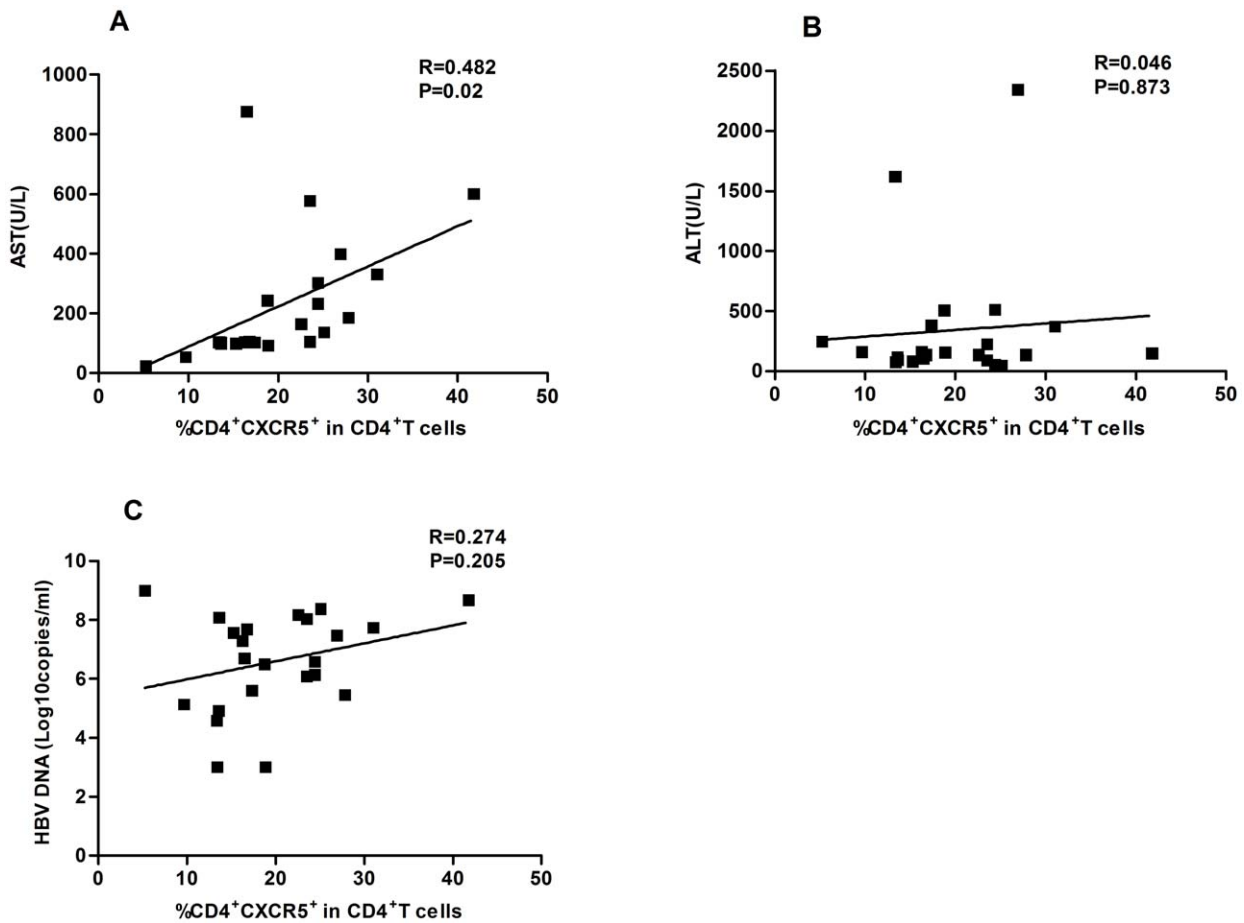 A
R=0.482
P=0.02
1000
800
600
400
200
0
AST(U/L)
0 10 20 30 40 50
%CD4⁺CXCR5⁺ in CD4⁺T cells
B
R=0.046
P=0.873
2500
2000
1500
1000
500
0
ALT(U/L)
0 10 20 30 40 50
%CD4⁺CXCR5⁺ in CD4⁺T cells
C
R=0.274
P=0.205
10
8
6
4
2
0
HBV DNA (Log10copies/ml)
0 10 20 30 40 50
%CD4⁺CXCR5⁺ in CD4⁺T cells